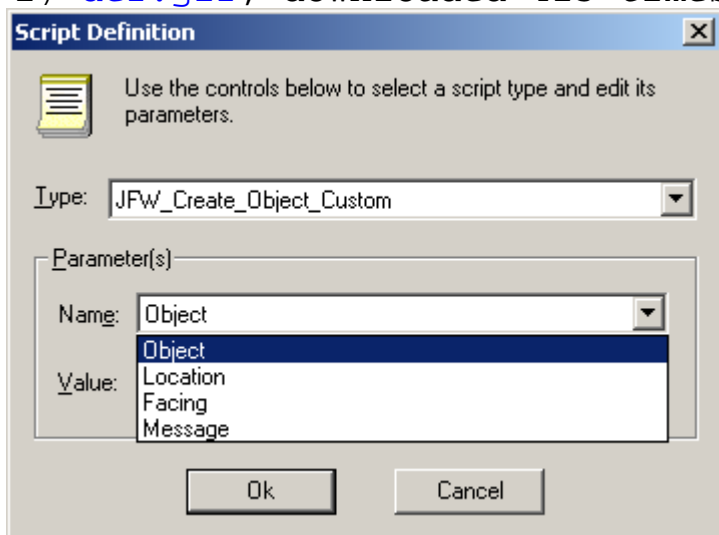 Script Definition
Use the controls below to select a script type and edit its
parameters.
Type: JFW_Create_Object_Custom
Parameter(s)
Name: Object
Object
Value: Location
Facing
Message
Ok Cancel